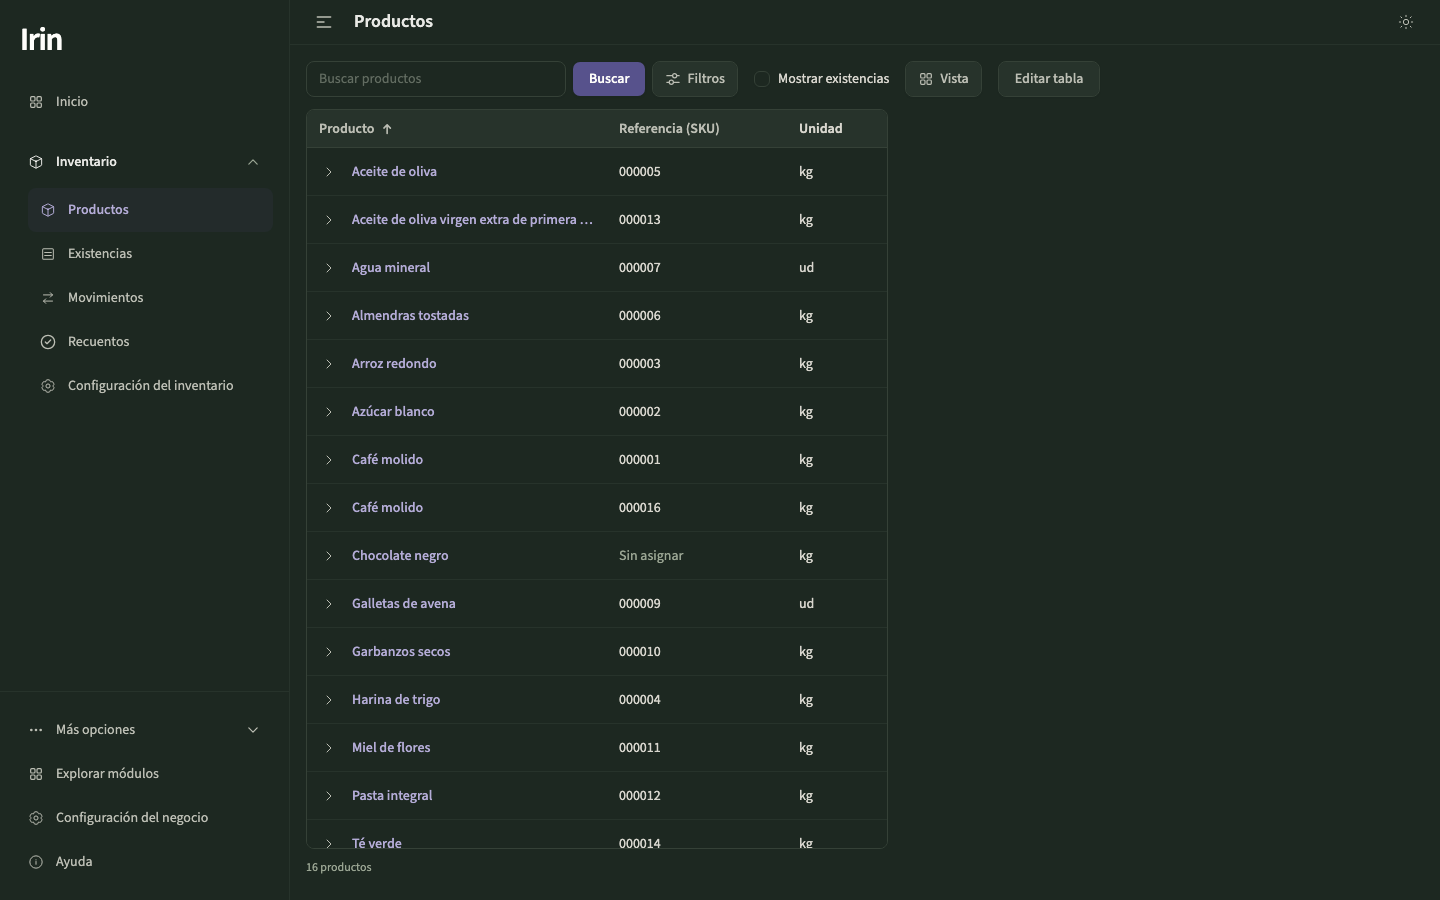 Irin
Inicio
Inventario
Productos
Existencias
Movimientos
Recuentos
Configuración del inventario
Más opciones
Explorar módulos
Configuración del negocio
Ayuda
Productos
Buscar productos
Buscar
Filtros
Mostrar existencias
Vista
Editar tabla
Producto Referencia (SKU) Unidad
Aceite de oliva 000005 kg
Aceite de oliva virgen extra de primera ... 000013 kg
Agua mineral 000007 ud
Almendras tostadas 000006 kg
Arroz redondo 000003 kg
Azúcar blanco 000002 kg
Café molido 000001 kg
Café molido 000016 kg
Chocolate negro Sin asignar kg
Galletas de avena 000009 ud
Garbanzos secos 000010 kg
Harina de trigo 000004 kg
Miel de flores 000011 kg
Pasta integral 000012 kg
Té verde 000014 kg
16 productos